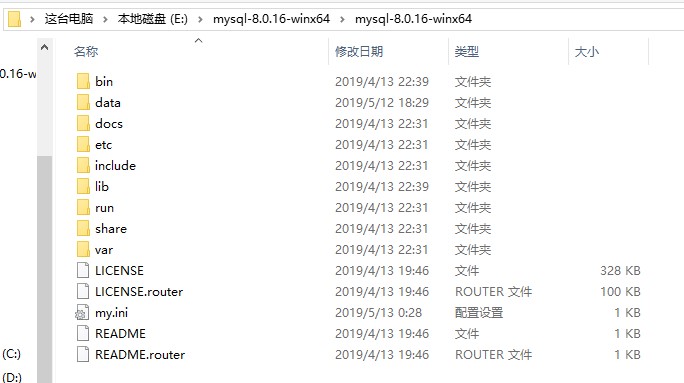 这台电脑 > 本地磁盘 (E:) > mysql-8.0.16-winx64 > mysql-8.0.16-winx64
名称 修改日期 类型 大小
0.16-w
bin 2019/4/13 22:39 文件夹
data 2019/5/12 18:29 文件夹
docs 2019/4/13 22:31 文件夹
etc 2019/4/13 22:31 文件夹
include 2019/4/13 22:31 文件夹
lib 2019/4/13 22:39 文件夹
run 2019/4/13 22:31 文件夹
share 2019/4/13 22:31 文件夹
var 2019/4/13 22:31 文件夹
LICENSE 2019/4/13 19:46 文件 328 KB
LICENSE.router 2019/4/13 19:46 ROUTER 文件 100 KB
my.ini 2019/5/13 0:28 配置设置 1 KB
README 2019/4/13 19:46 文件 1 KB
(C:) README.router 2019/4/13 19:46 ROUTER 文件 1 KB
(D:)